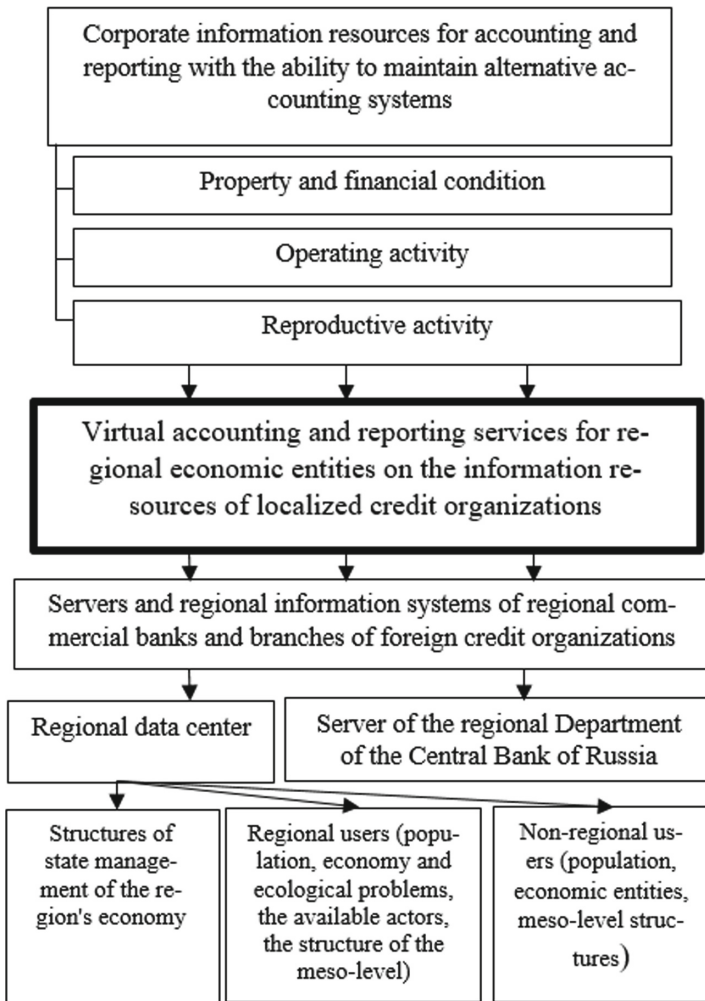 Corporate information resources for accounting and
reporting with the ability to maintain alternative ac-
counting systems
Property and financial condition
Operating activity
Reproductive activity
Virtual accounting and reporting services for re-
gional economic entities on the information re-
sources of localized credit organizations
Servers and regional information systems of regional com-
mercial banks and branches of foreign credit organizations
Regional data center
Server of the regional Department
of the Central Bank of Russia
Structures of
state manage-
ment of the re-
gion's economy
Regional users (popu-
lation, economy and
ecological problems,
the available actors,
the structure of the
meso-level)
Non-regional us-
ers (population,
economic entities,
meso-level struc-
tures)